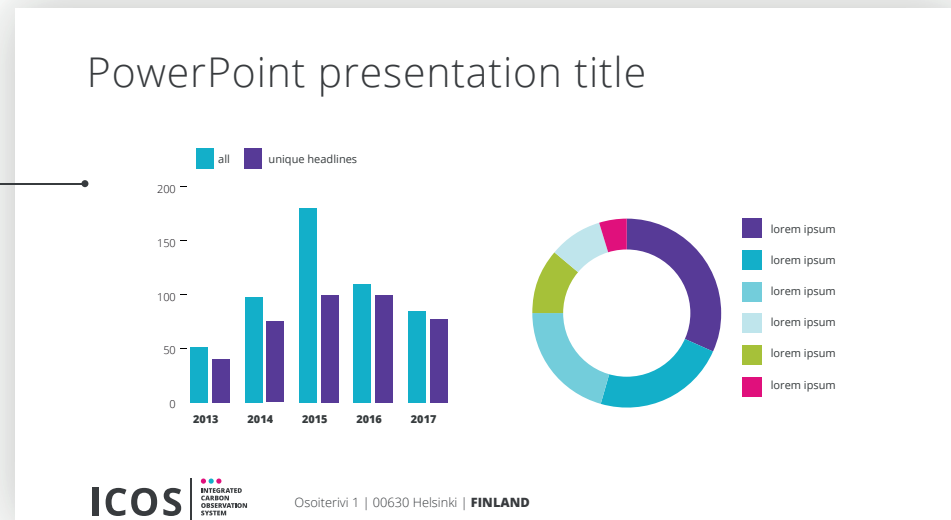 PowerPoint presentation title
all unique headlines
200
150
100
50
0
2013 2014 2015 2016 2017
lorem ipsum
lorem ipsum
lorem ipsum
lorem ipsum
lorem ipsum
lorem ipsum
ICOS
INTEGRATED
CARBON
OBSERVATION
SYSTEM
Osoiterivi 1 | 00630 Helsinki | FINLAND